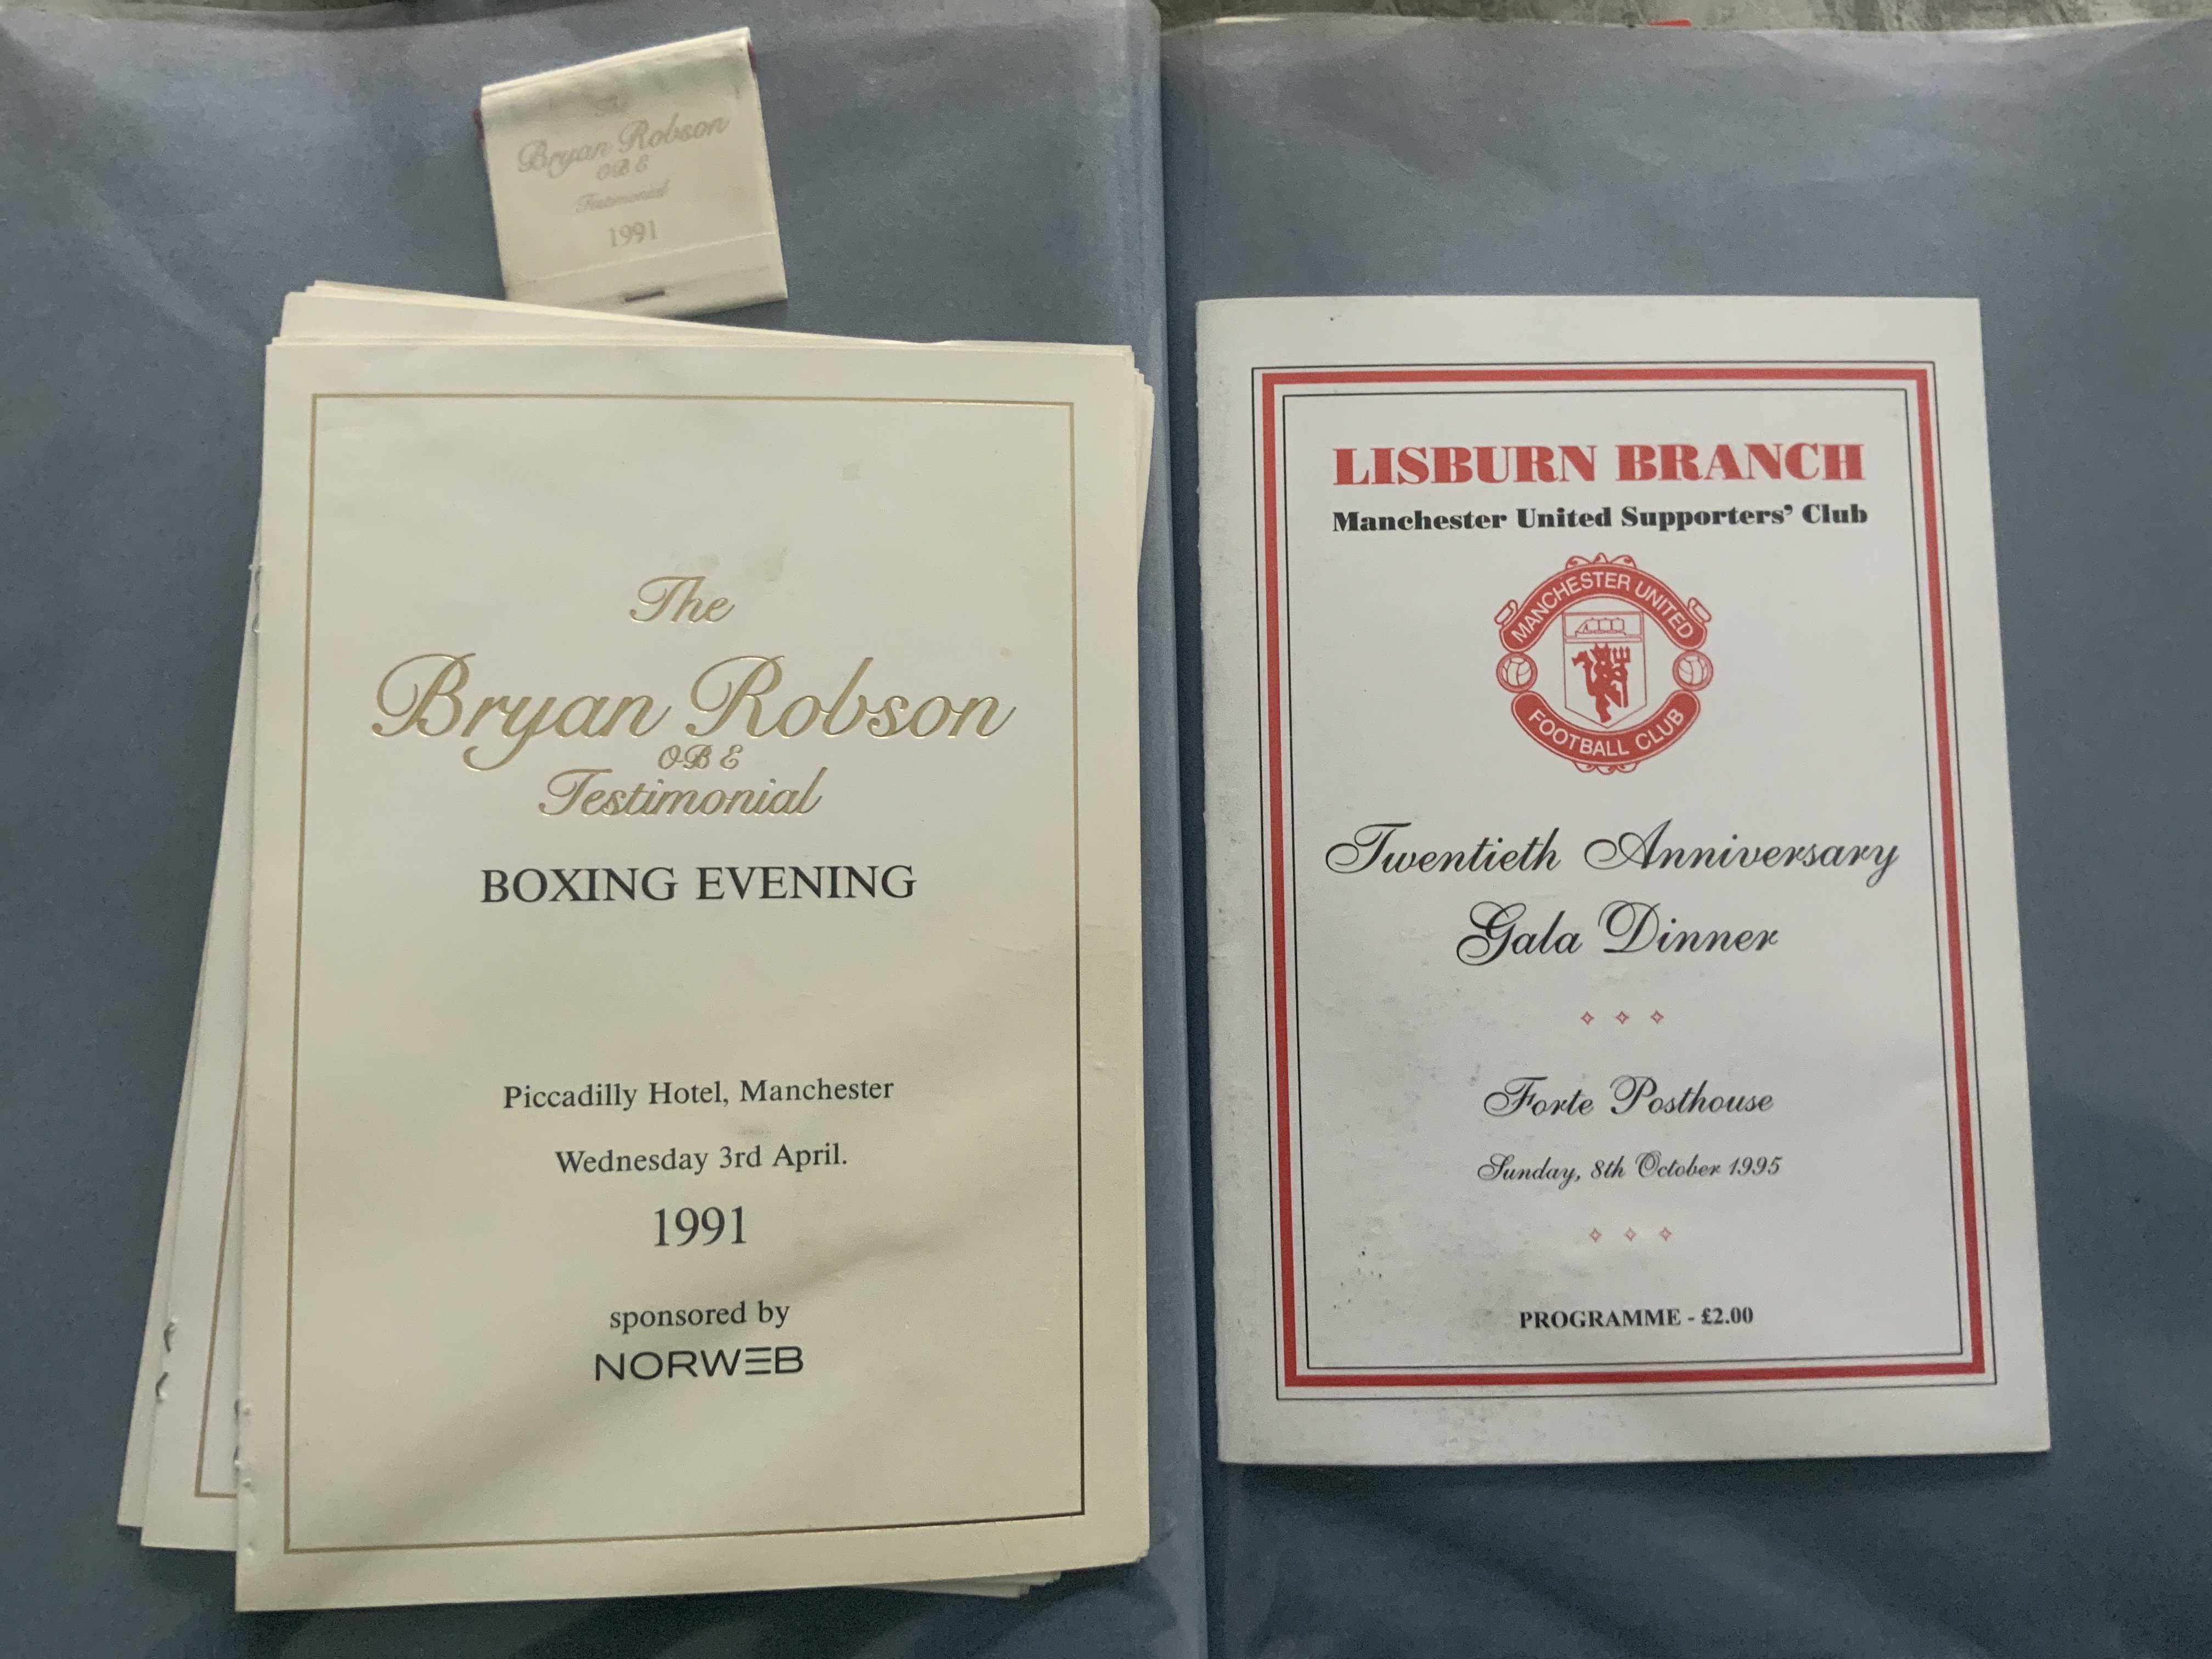 Bryan Robson
OBE
Testimonial
1991
The
Bryan Robson
OBE
Testimonial
BOXING EVENING
Piccadilly Hotel, Manchester
Wednesday 3rd April.
1991
sponsored by
NORWEB
LISBURN BRANCH
Manchester United Supporters' Club
MANCHESTER UNITED
FOOTBALL CLUB
Twentieth Anniversary
Gala Dinner
Forte Posthouse
Sunday, 8th October 1995
PROGRAMME - £2.00